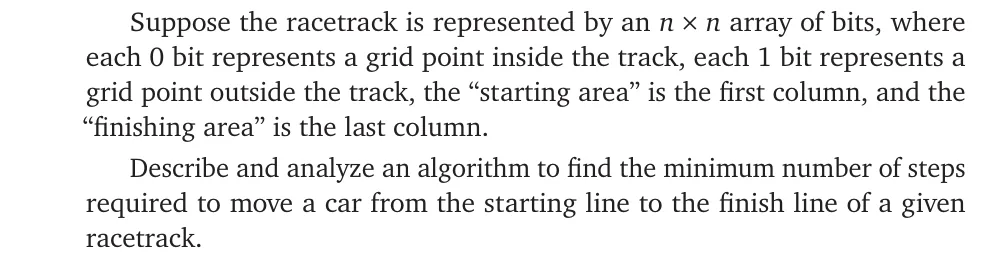 Suppose the racetrack is represented by an n × n array of bits, where
each 0 bit represents a grid point inside the track, each 1 bit represents a
grid point outside the track, the “starting area” is the first column, and the
“finishing area” is the last column.
Describe and analyze an algorithm to find the minimum number of steps
required to move a car from the starting line to the finish line of a given
racetrack.